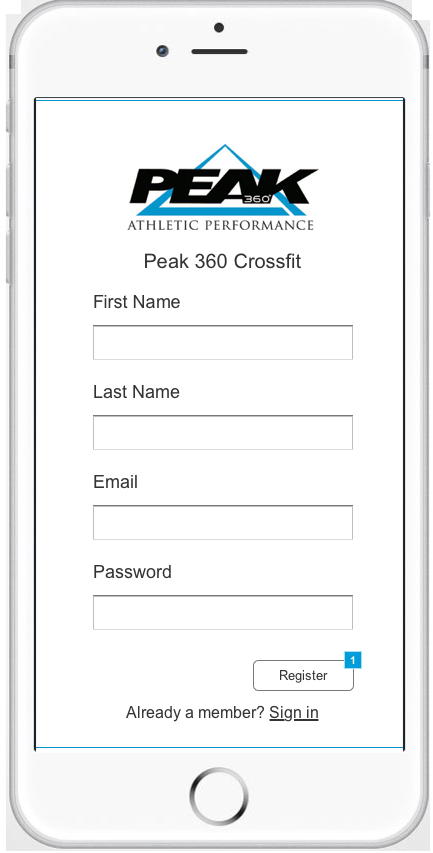 PEAK
360°
ATHLETIC PERFORMANCE
Peak 360 Crossfit
First Name
Last Name
Email
Password
1
Register
Already a member? Sign in